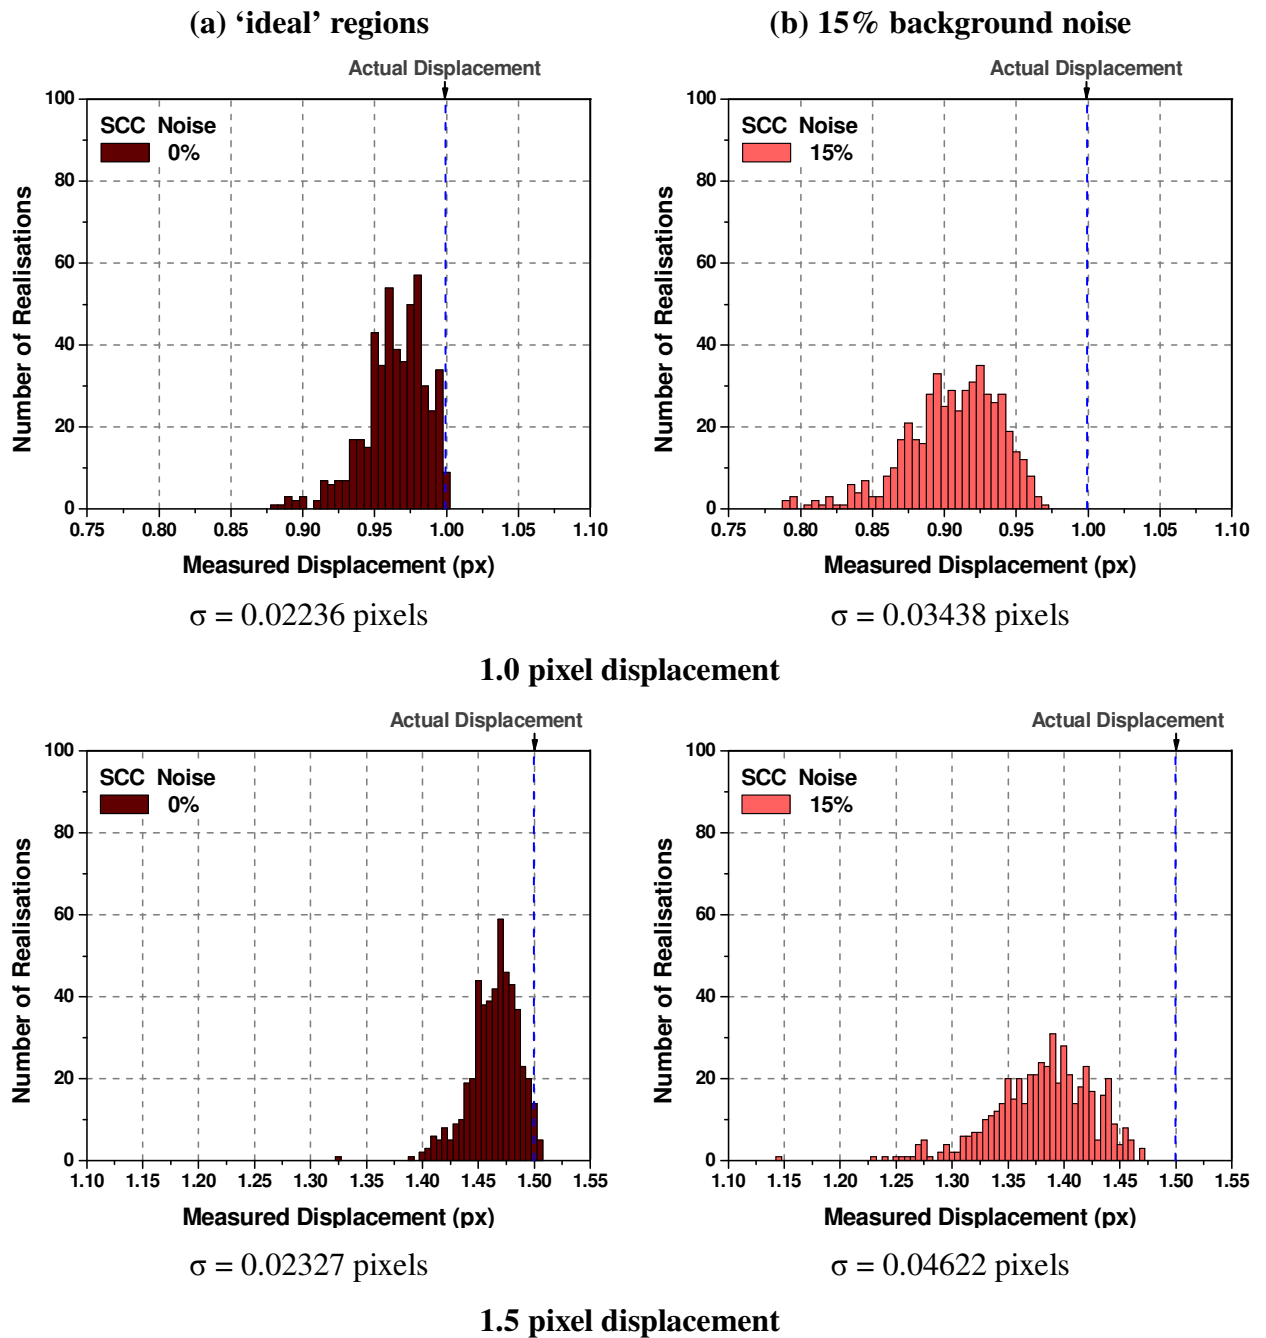 (a) ‘ideal’ regions
(b) 15% background noise
Actual Displacement
100
80
60
40
20
0
Number of Realisations
SCC Noise
0%
0.75 0.80 0.85 0.90 0.95 1.00 1.05 1.10
Measured Displacement (px)
σ = 0.02236 pixels
Actual Displacement
100
80
60
40
20
0
Number of Realisations
SCC Noise
15%
0.75 0.80 0.85 0.90 0.95 1.00 1.05 1.10
Measured Displacement (px)
σ = 0.03438 pixels
1.0 pixel displacement
Actual Displacement
100
80
60
40
20
0
Number of Realisations
SCC Noise
0%
1.10 1.15 1.20 1.25 1.30 1.35 1.40 1.45 1.50 1.55
Measured Displacement (px)
σ = 0.02327 pixels
Actual Displacement
100
80
60
40
20
0
Number of Realisations
SCC Noise
15%
1.10 1.15 1.20 1.25 1.30 1.35 1.40 1.45 1.50 1.55
Measured Displacement (px)
σ = 0.04622 pixels
1.5 pixel displacement